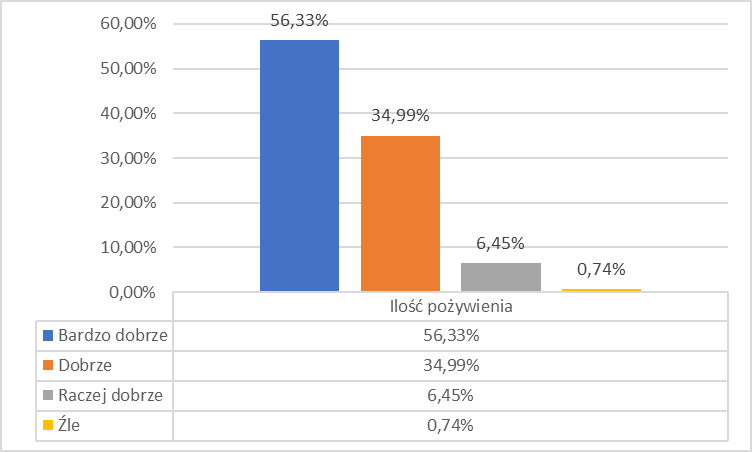 60,00%
50,00%
40,00%
30,00%
20,00%
10,00%
0,00%
56,33%
34,99%
6,45%
0,74%
Ilość pożywienia
Bardzo dobrze 56,33%
Dobrze 34,99%
Raczej dobrze 6,45%
Źle 0,74%